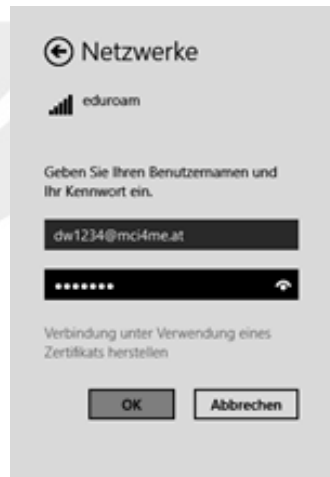 Netzwerke
eduroam
Geben Sie Ihren Benutzernamen und
Ihr Kennwort ein.
dw1234@mci4me.at
•••••••
Verbindung unter Verwendung eines
Zertifikats herstellen
OK
Abbrechen